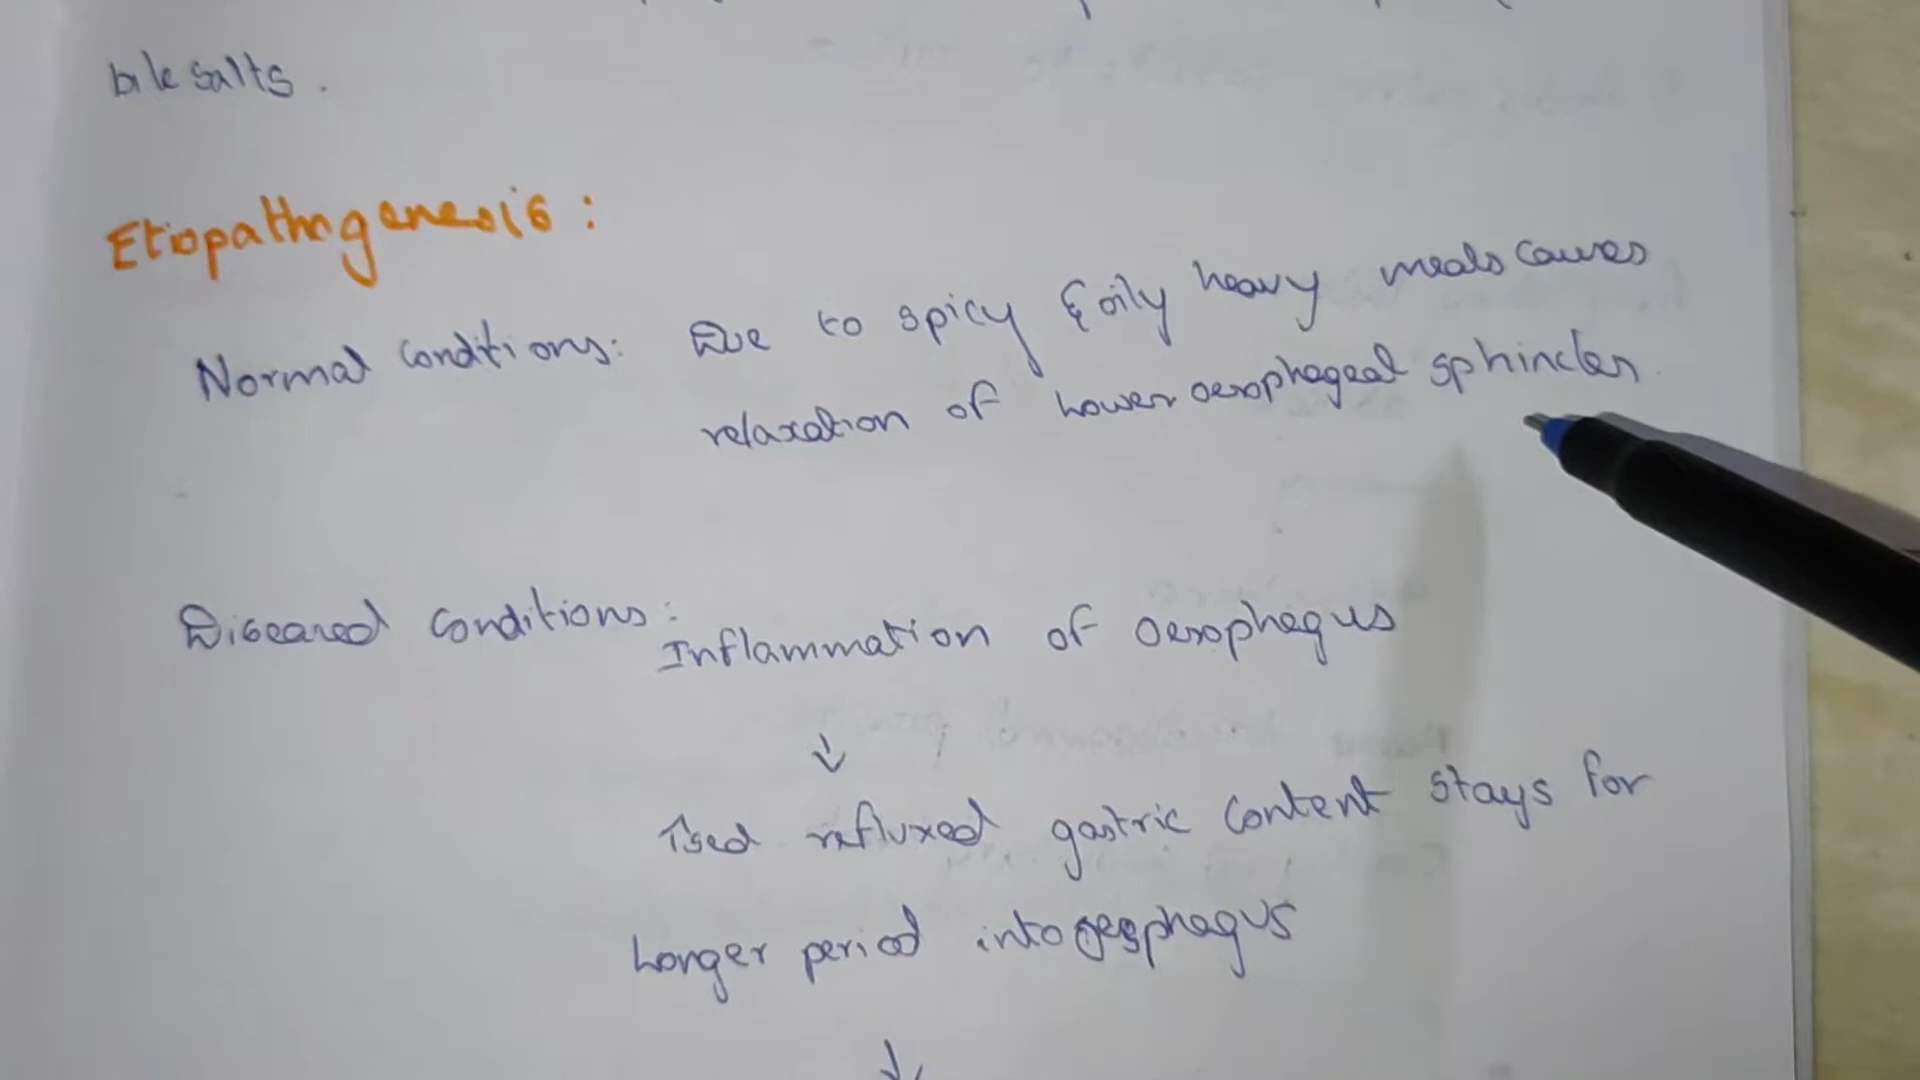 bile salts.
Etiopathogenesis:
Normal Conditions: Due to spicy & oily heavy meals causes
relaxation of Lower oesophageal sphincter
Diseased Conditions: Inflammation of Oesophagus
↓
↑sed refluxed gastric content stays for
Longer period into oesophagus
↓